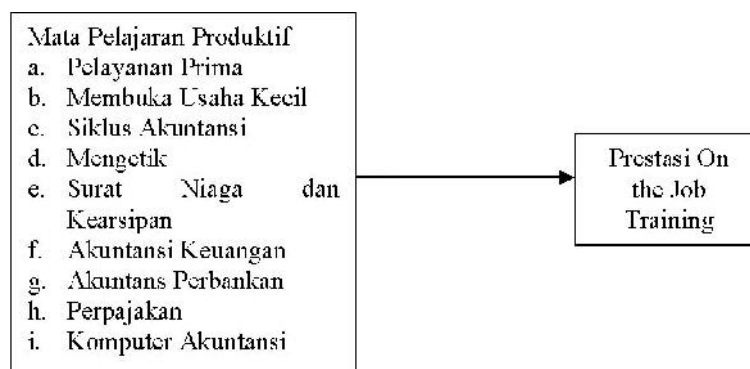 Mata Pelajaran Produktif
a. Pelayanan Prima
b. Membuka Usaha Kecil
c. Siklus Akuntansi
d. Mengetik
e. Surat Niaga dan
Kearsipan
f. Akuntansi Keuangan
g. Akuntans Perbankan
h. Perpajakan
i. Komputer Akuntansi
Prestasi On
the Job
Training